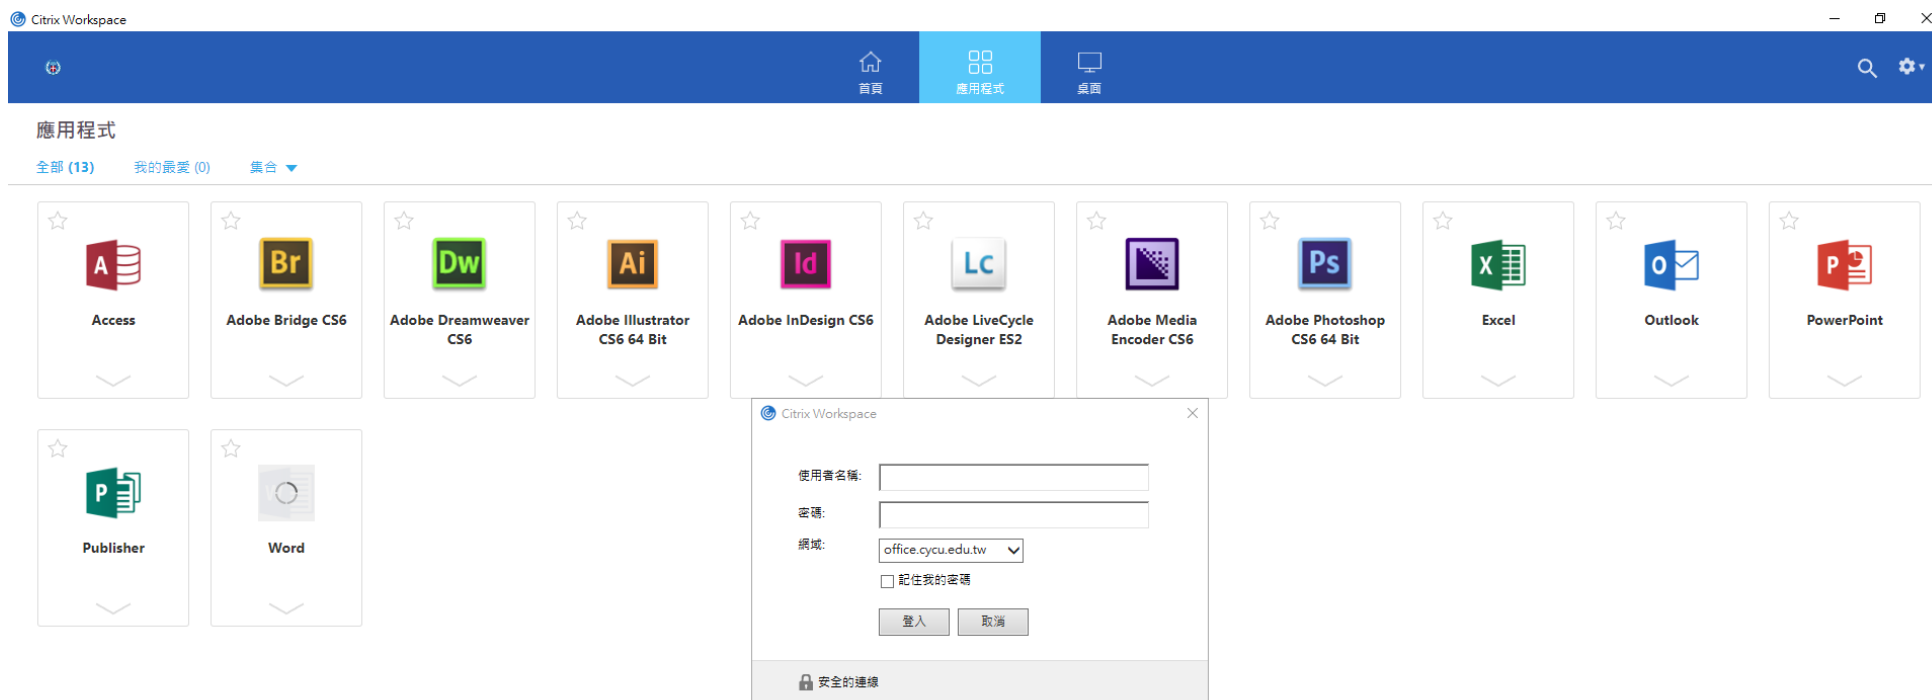 Citrix Workspace
首頁
應用程式
桌面
應用程式
全部 (13)
我的最愛 (0)
集合
A
Br
Dw
Ai
Id
Lc
Ps
X
O
P
Access
Adobe Bridge CS6
Adobe Dreamweaver
CS6
Adobe Illustrator
CS6 64 Bit
Adobe InDesign CS6
Adobe LiveCycle
Designer ES2
Adobe Media
Encoder CS6
Adobe Photoshop
CS6 64 Bit
Excel
Outlook
PowerPoint
P
Publisher
Word
Citrix Workspace
使用者名稱:
密碼:
網域:
office.cycu.edu.tw
記住我的密碼
登入
取消
安全的連線